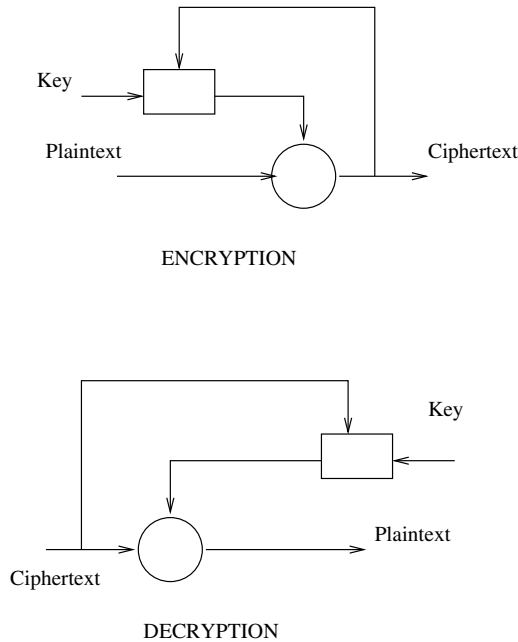 Key
Plaintext
Ciphertext
ENCRYPTION
Key
Plaintext
Ciphertext
DECRYPTION